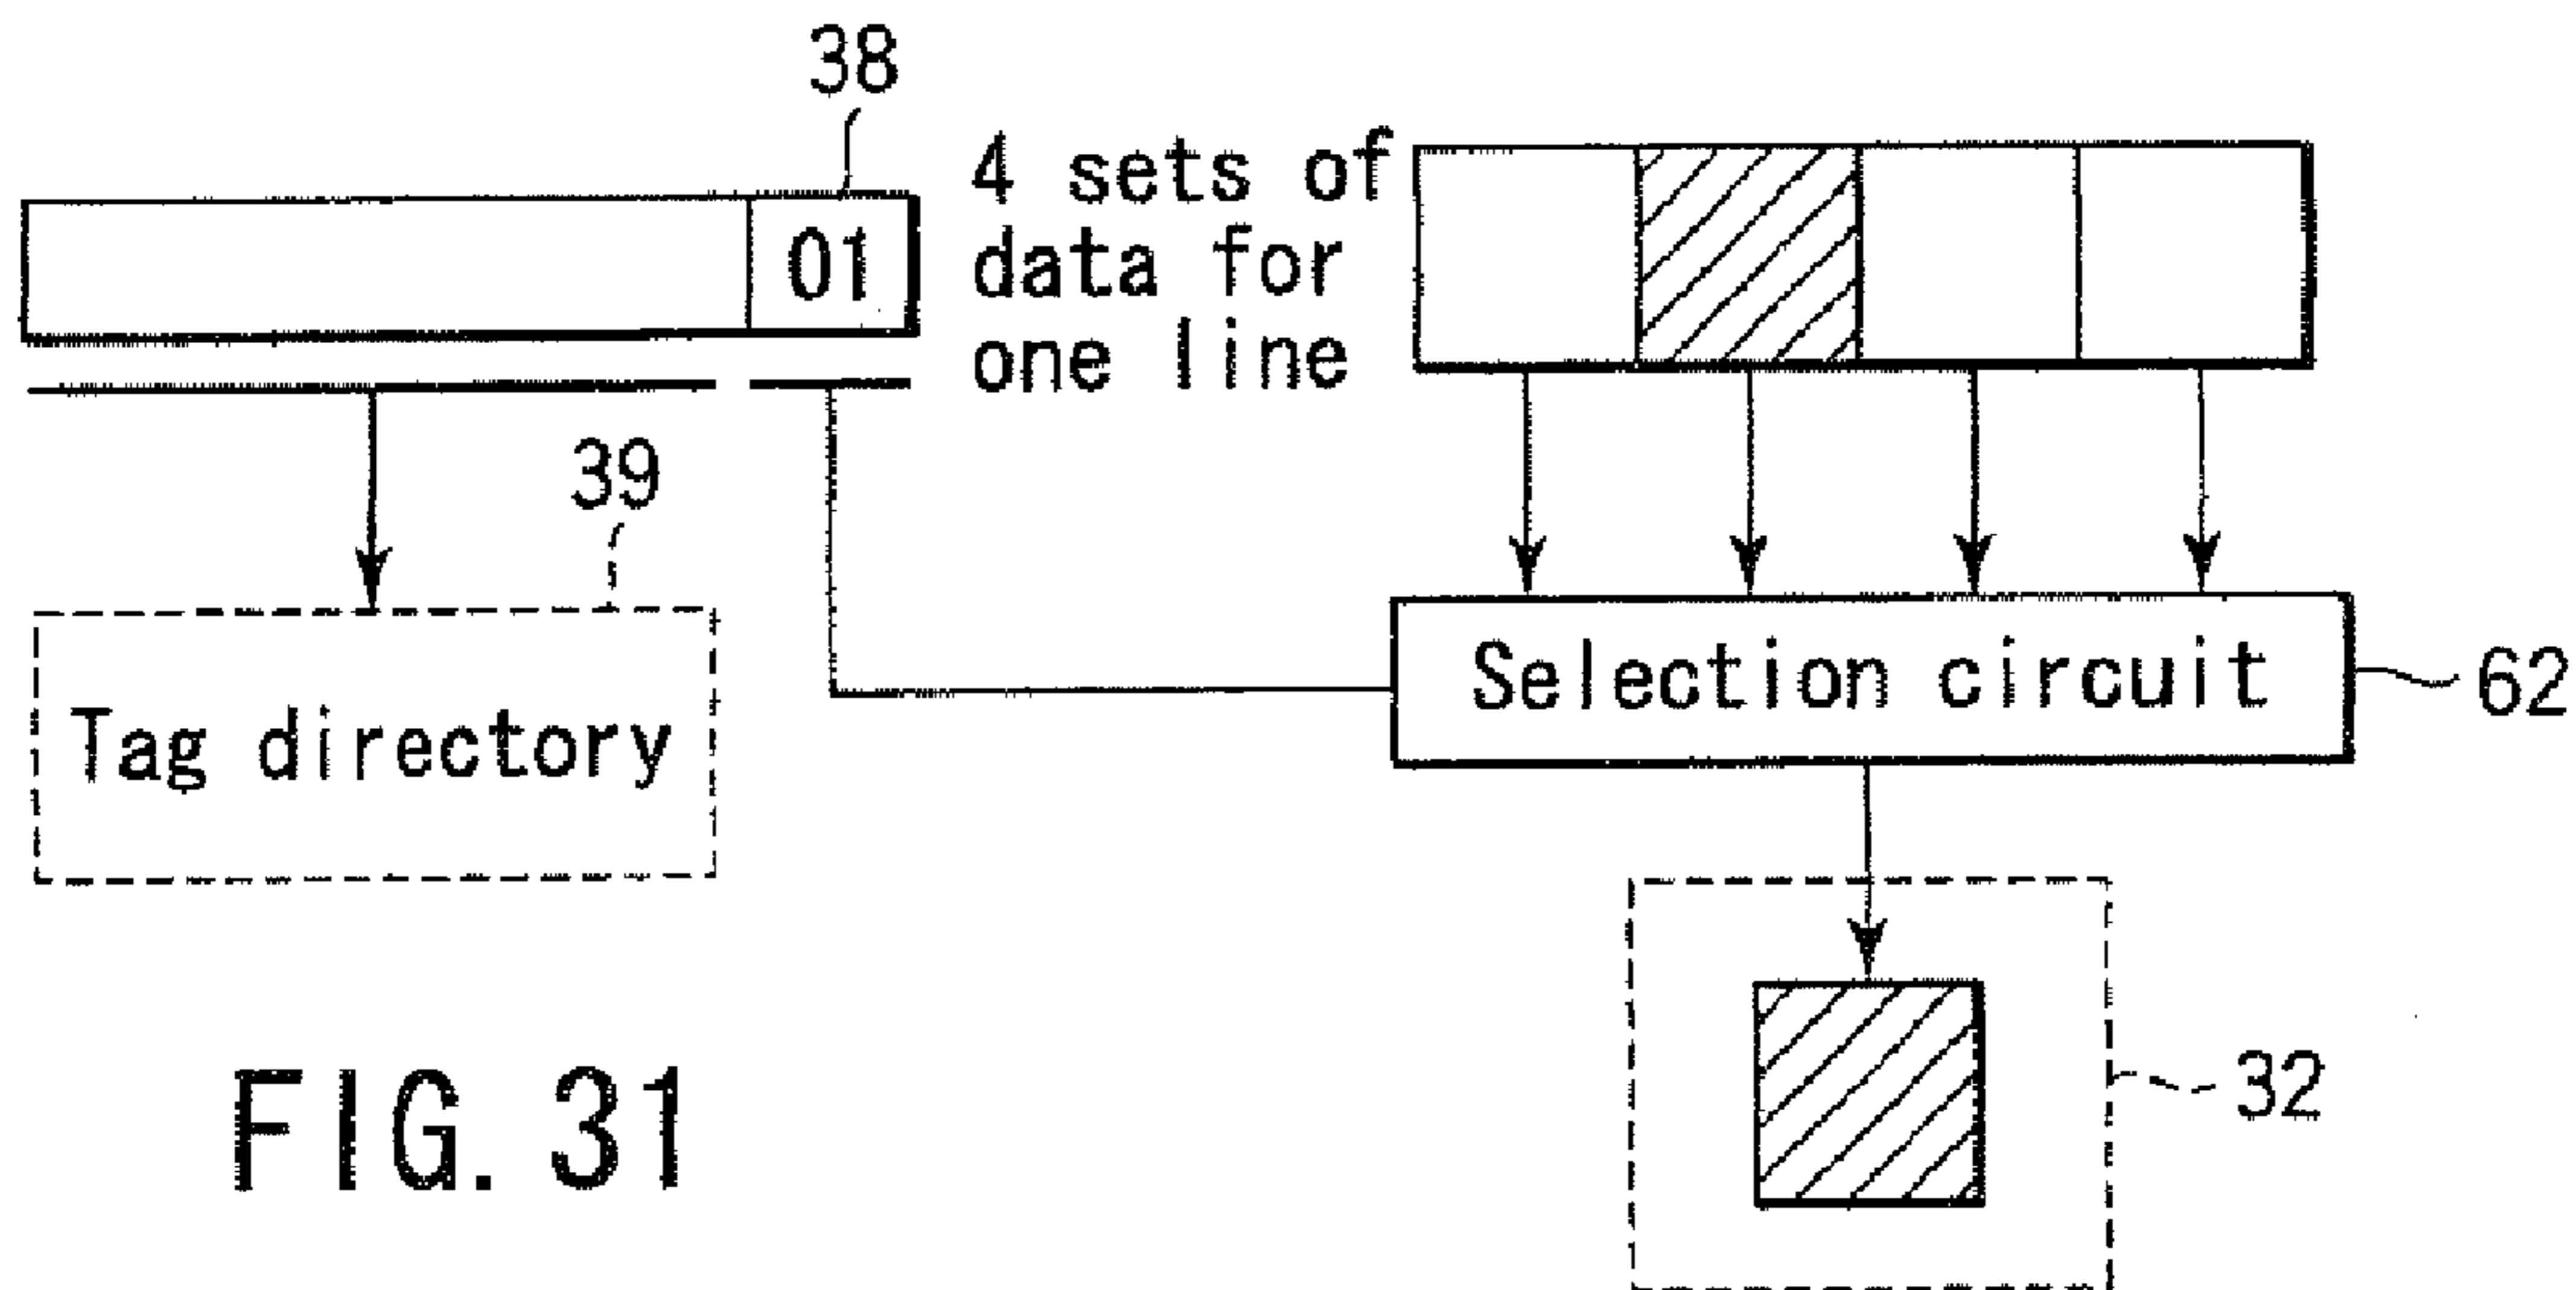 38
4 sets of
data for
one line
01
39
Tag directory
Selection circuit
62
32
FIG. 31